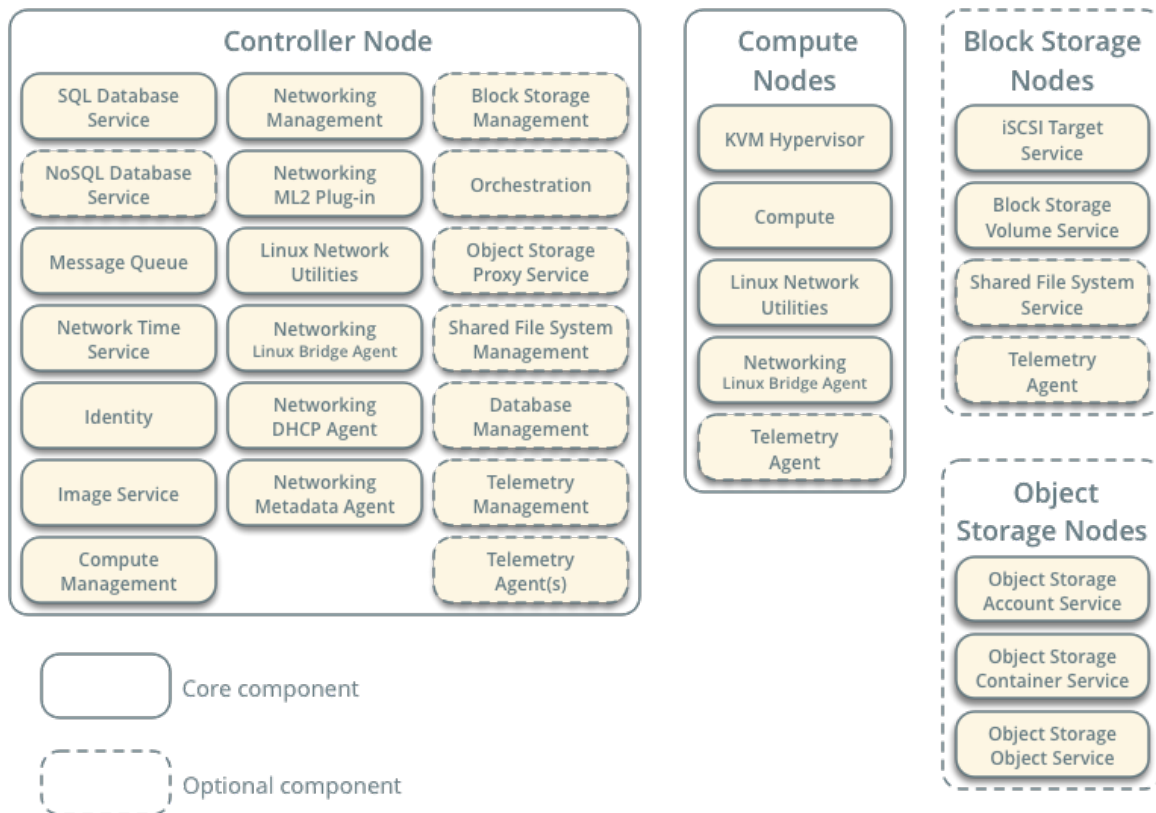 Controller Node
SQL Database
Service
Networking
Management
Block Storage
Management
NoSQL Database
Service
Networking
ML2 Plug-in
Orchestration
Message Queue
Linux Network
Utilities
Object Storage
Proxy Service
Network Time
Service
Networking
Linux Bridge Agent
Shared File System
Management
Identity
Networking
DHCP Agent
Database
Management
Image Service
Networking
Metadata Agent
Telemetry
Management
Compute
Management
Telemetry
Agent(s)
Compute
Nodes
KVM Hypervisor
Compute
Linux Network
Utilities
Networking
Linux Bridge Agent
Telemetry
Agent
Block Storage
Nodes
iSCSI Target
Service
Block Storage
Volume Service
Shared File System
Service
Telemetry
Agent
Object
Storage Nodes
Object Storage
Account Service
Object Storage
Container Service
Object Storage
Object Service
Core component
Optional component